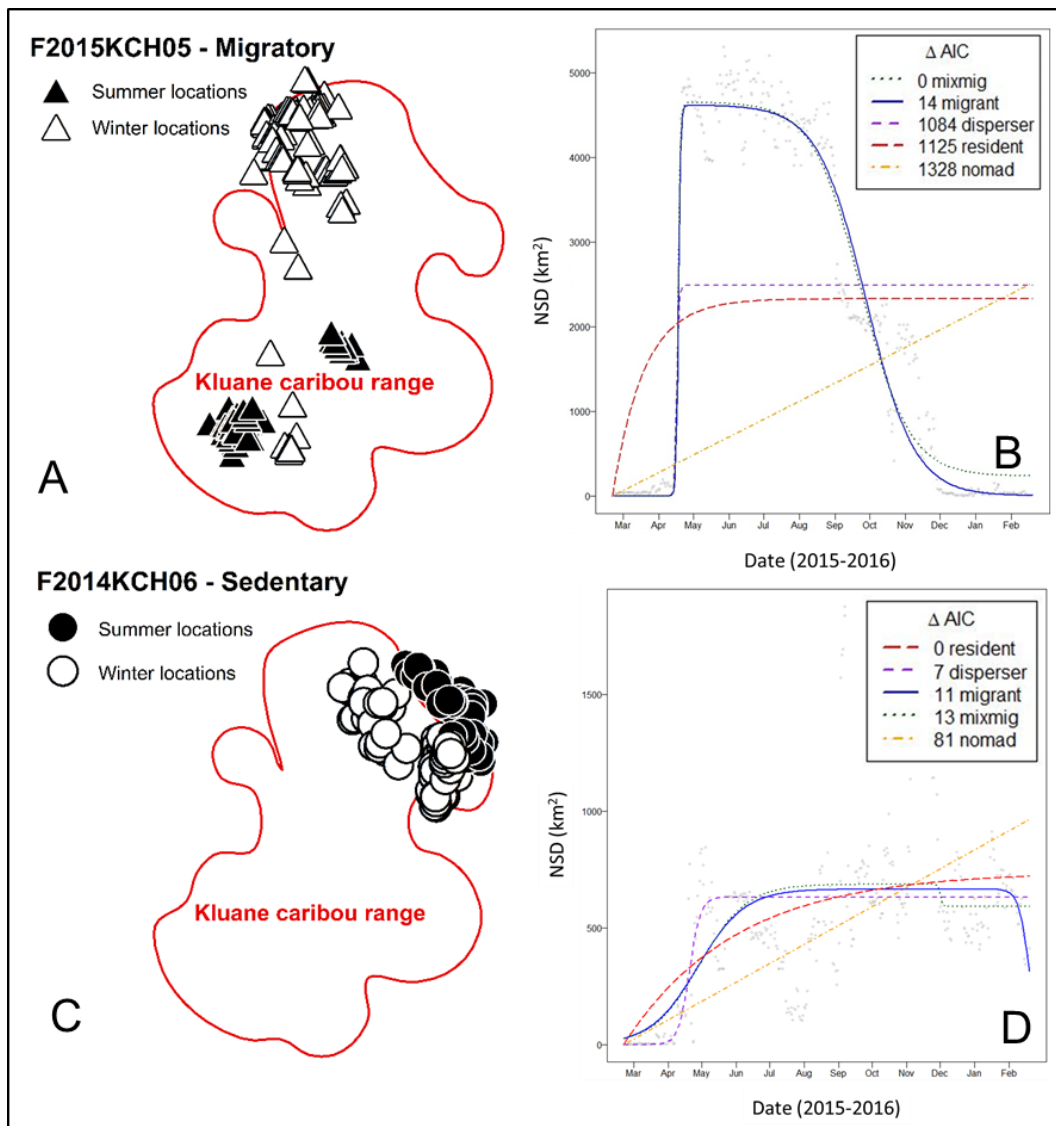 F2015KCH05 - Migratory
Summer locations
Winter locations
Kluane caribou range
A
Δ AIC
0 mixmig
14 migrant
1084 disperser
1125 resident
1328 nomad
5000
4000
3000
2000
1000
0
NSD (km²)
B
Mar Apr May Jun Jul Aug Sep Oct Nov Dec Jan Feb
Date (2015-2016)
F2014KCH06 - Sedentary
Summer locations
Winter locations
Kluane caribou range
C
Δ AIC
0 resident
7 disperser
11 migrant
13 mixmig
81 nomad
1500
1000
500
0
NSD (km²)
D
Mar Apr May Jun Jul Aug Sep Oct Nov Dec Jan Feb
Date (2015-2016)